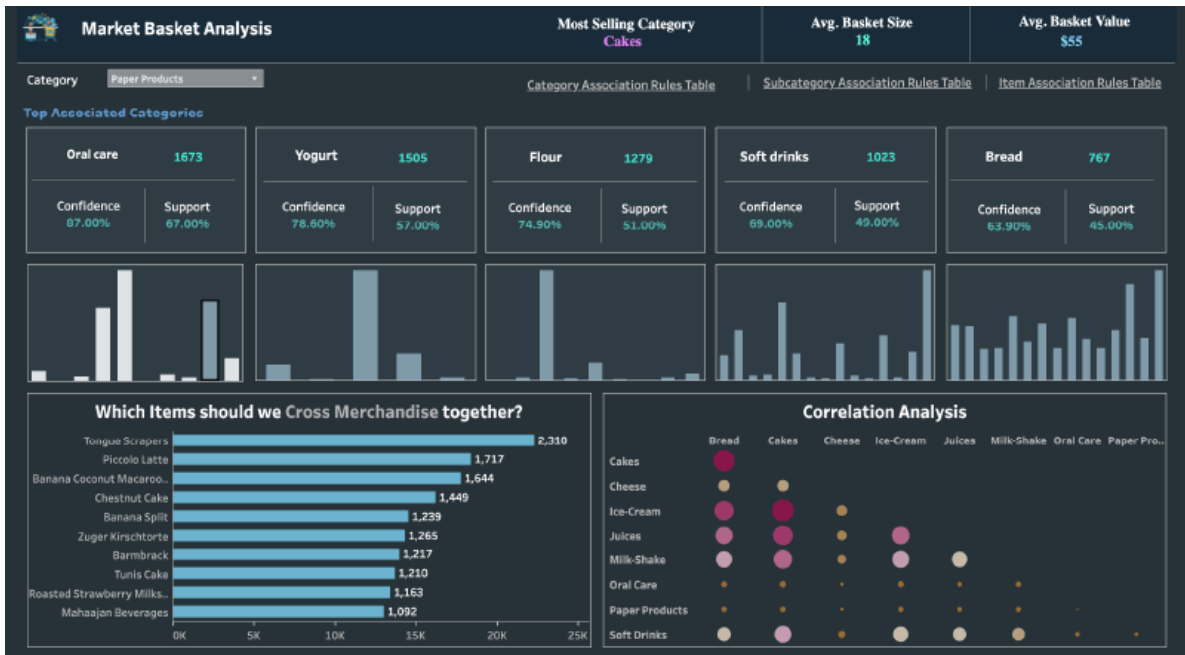 Market Basket Analysis
Most Selling Category
Cakes
Avg. Basket Size
18
Avg. Basket Value
$55
Category
Paper Products
Category Association Rules Table
Subcategory Association Rules Table
Item Association Rules Table
Top Associated Categories
Oral care 1673
Confidence Support
87.00% 67.00%
Yogurt 1505
Confidence Support
78.60% 57.00%
Flour 1279
Confidence Support
74.90% 51.00%
Soft drinks 1023
Confidence Support
69.00% 49.00%
Bread 767
Confidence Support
63.90% 45.00%
Which Items should we Cross Merchandise together?
Tongue Scrapers 2,310
Piccolo Latte 1,717
Banana Coconut Macaroo.. 1,644
Chestnut Cake 1,449
Banana Split 1,239
Zuger Kirschtorte 1,265
Barmbrack 1,217
Tunis Cake 1,210
Roasted Strawberry Milks.. 1,163
Mahaajan Beverages 1,092
0K 5K 10K 15K 20K 25K
Correlation Analysis
Bread Cakes Cheese Ice-Cream Juices Milk-Shake Oral Care Paper Pro..
Cakes
Cheese
Ice-Cream
Juices
Milk-Shake
Oral Care
Paper Products
Soft Drinks